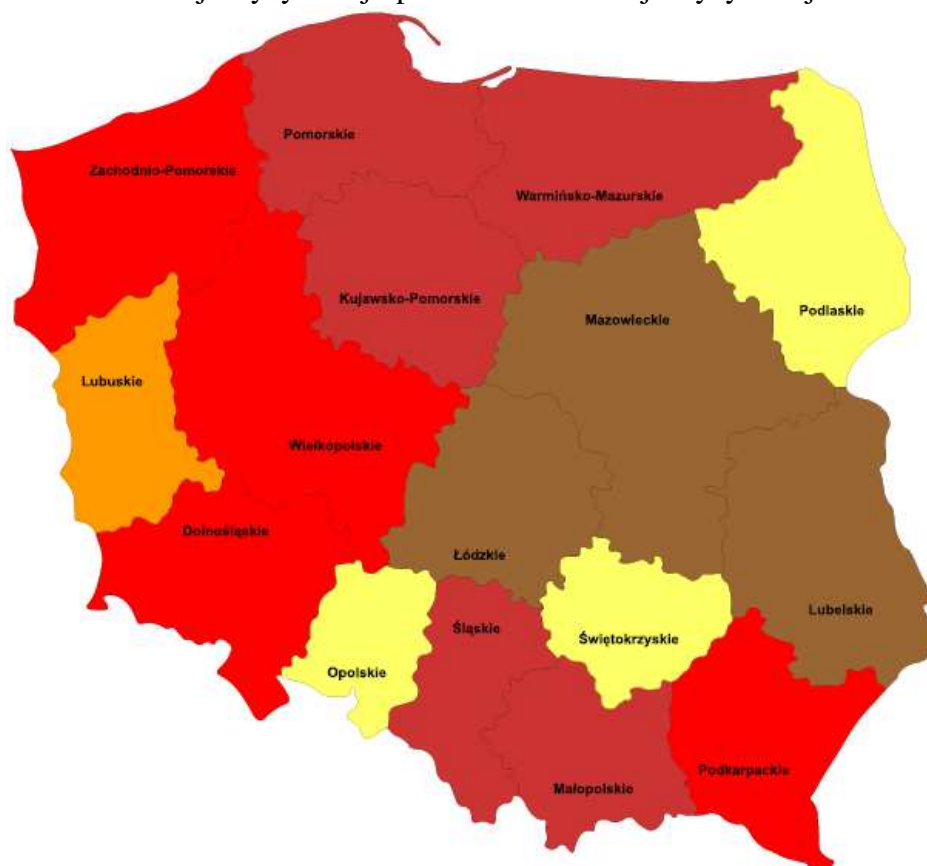 Pomorskie
Zachodnio-Pomorskie
Warmińsko-Mazurskie
Kujawsko-Pomorskie
Podlaskie
Mazowieckie
Lubuskie
Wielkopolskie
Dolnośląskie
Łódzkie
Lubelskie
Śląskie
Świętokrzyskie
Opolskie
Podkarpackie
Małopolskie